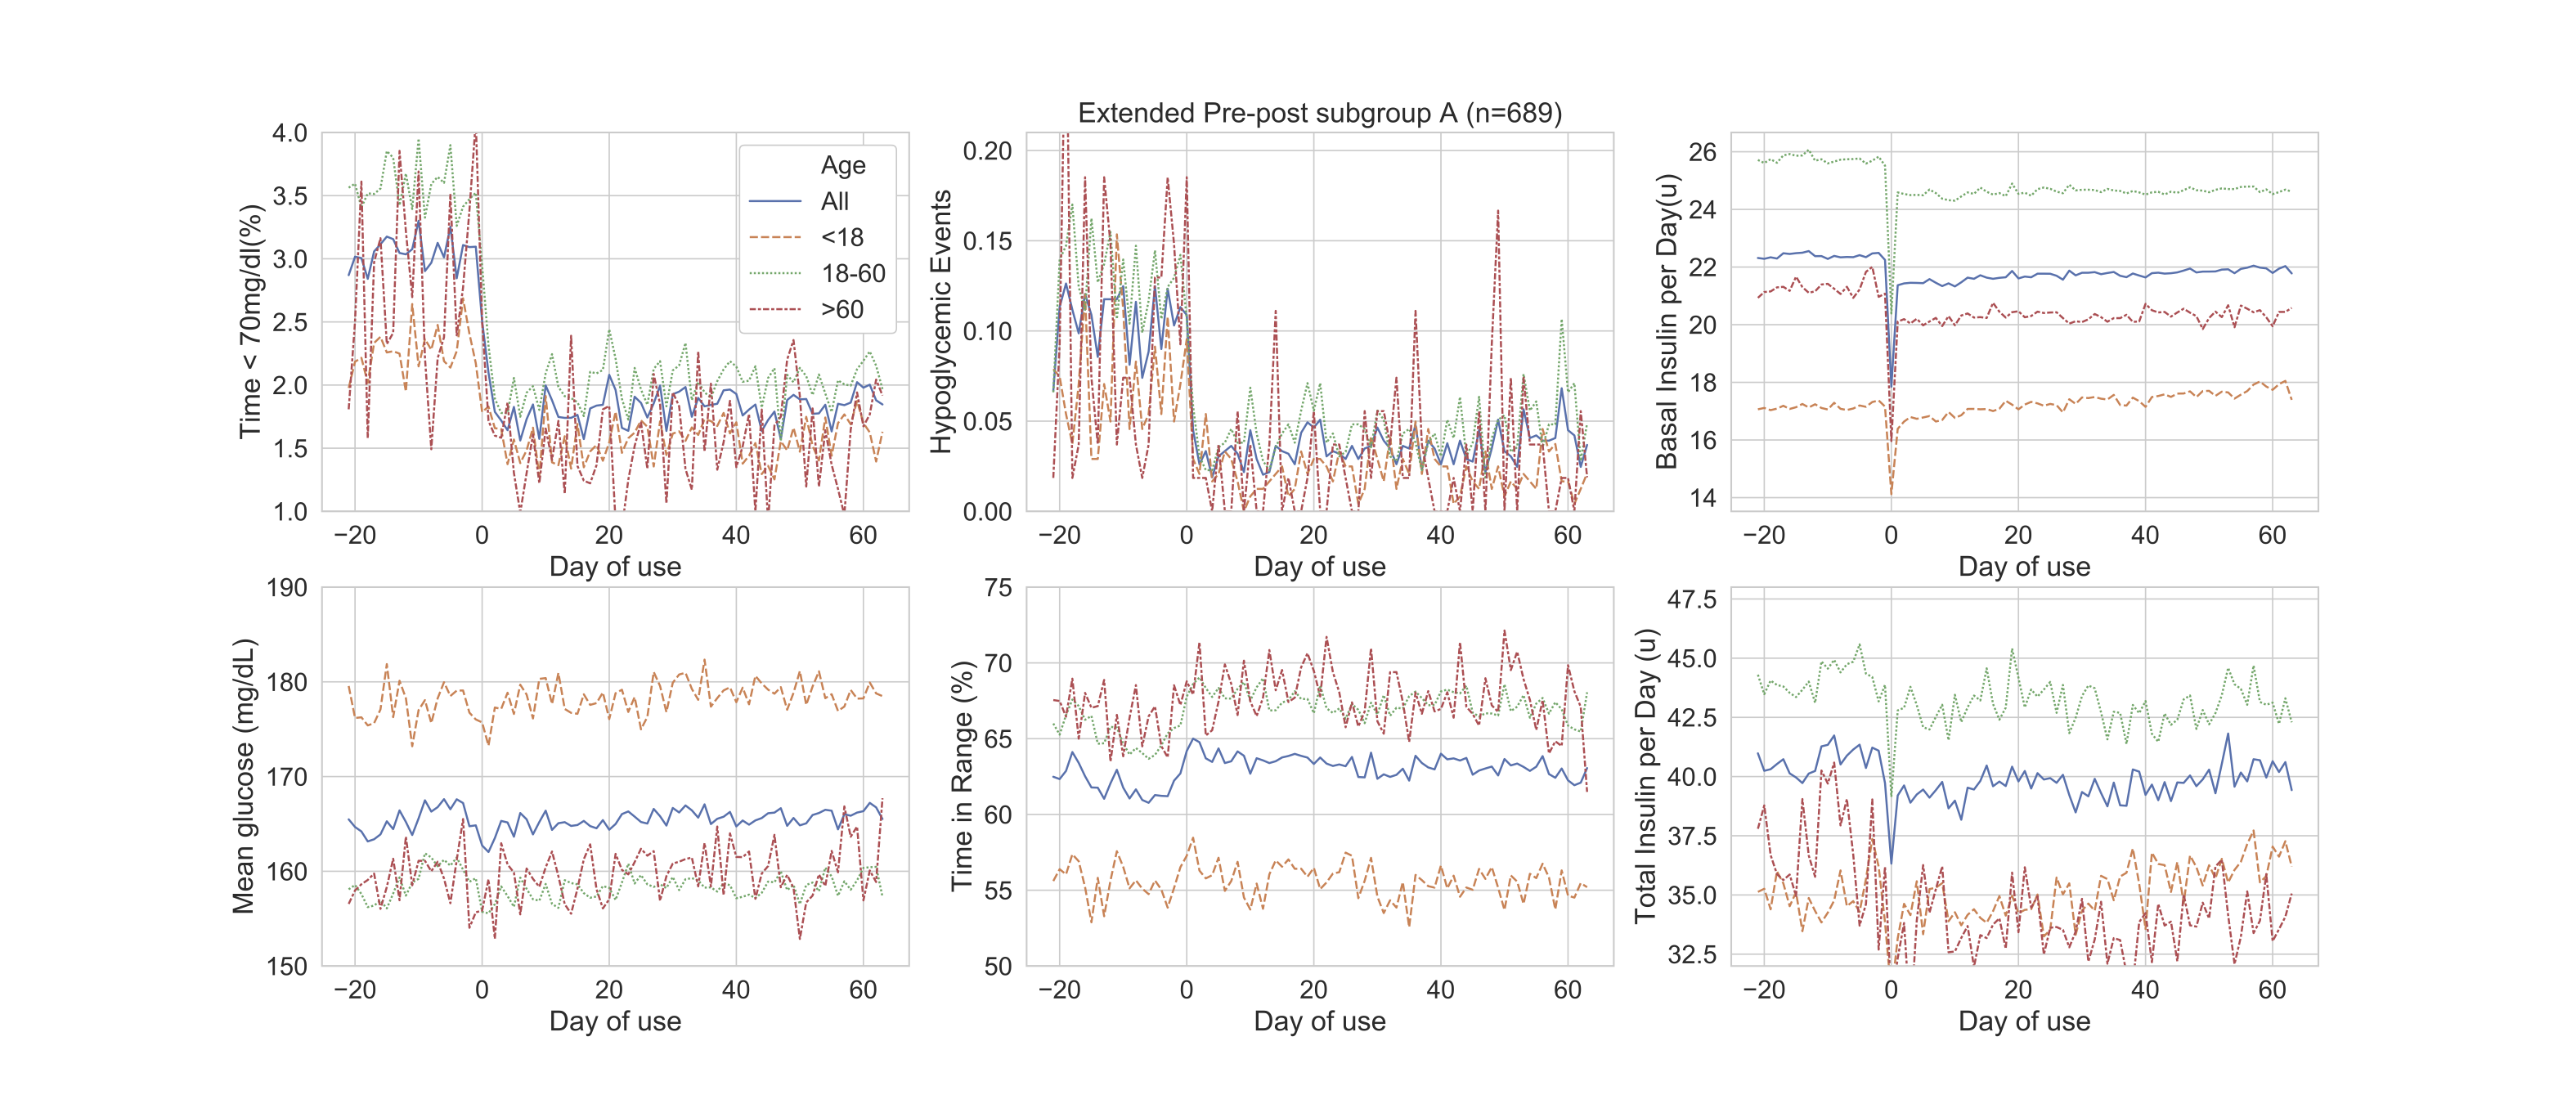 Extended Pre-post subgroup A (n=689)
Time < 70mg/dl(%)
4.0
3.5
3.0
2.5
2.0
1.5
1.0
Age
All
<18
18-60
>60
−20 0 20 40 60
Day of use
Hypoglycemic Events
0.20
0.15
0.10
0.05
0.00
−20 0 20 40 60
Day of use
Basal Insulin per Day(u)
26
24
22
20
18
16
14
−20 0 20 40 60
Day of use
Mean glucose (mg/dL)
190
180
170
160
150
−20 0 20 40 60
Day of use
Time in Range (%)
75
70
65
60
55
50
−20 0 20 40 60
Day of use
Total Insulin per Day (u)
47.5
45.0
42.5
40.0
37.5
35.0
32.5
−20 0 20 40 60
Day of use